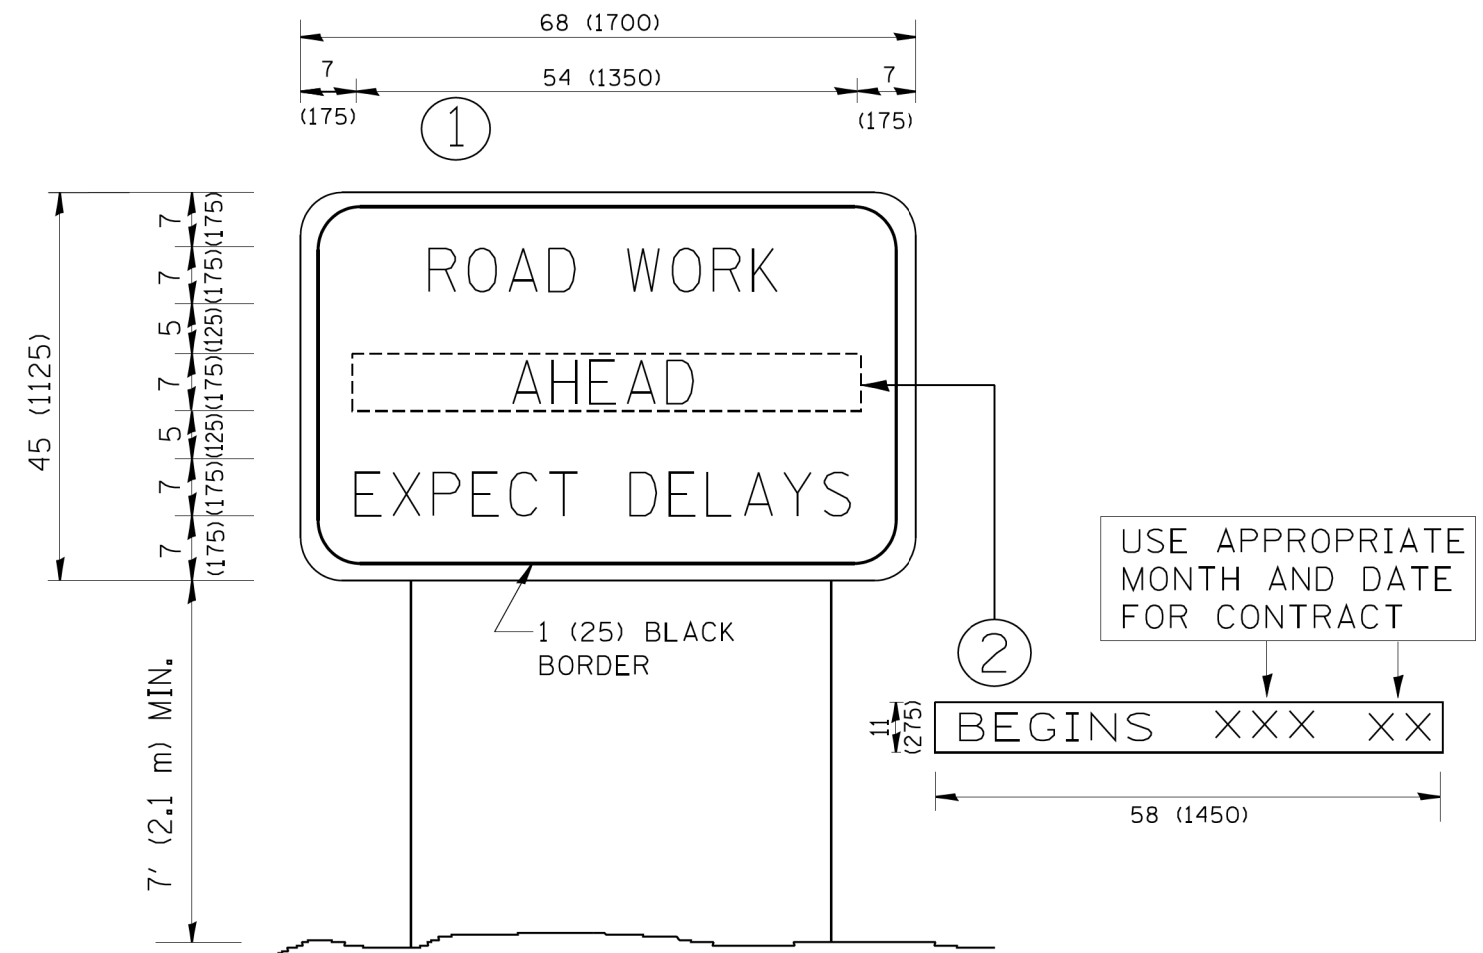 68 (1700)
7
54 (1350)
7
(175)
(175)
1
45 (1125)
7
(175)
7
(175)
5
(125)
7
(175)
5
(125)
7
(175)
7
(175)
ROAD WORK
AHEAD
EXPECT DELAYS
1 (25) BLACK
BORDER
7' (2.1 m) MIN.
2
USE APPROPRIATE
MONTH AND DATE
FOR CONTRACT
11
(275)
BEGINS XXX XX
58 (1450)